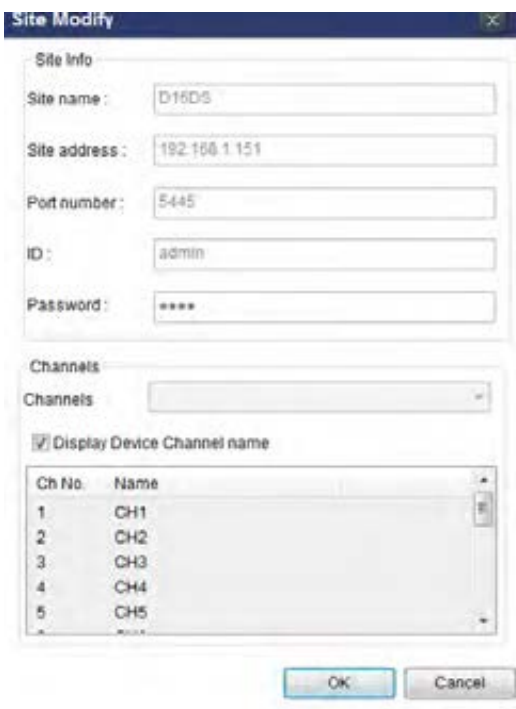 Site Modify
Site Info
Site name : D16DS
Site address : 192.168.1.151
Port number : 5445
ID : admin
Password : ****
Channels
Channels
Display Device Channel name
Ch No. Name
1 CH1
2 CH2
3 CH3
4 CH4
5 CH5
OK Cancel